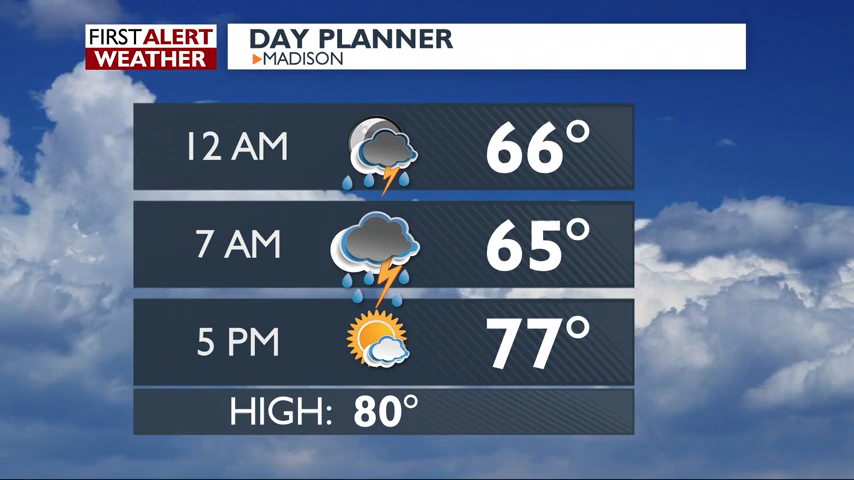 FIRST ALERT
WEATHER
DAY PLANNER
MADISON
12 AM 66°
7 AM 65°
5 PM 77°
HIGH: 80°